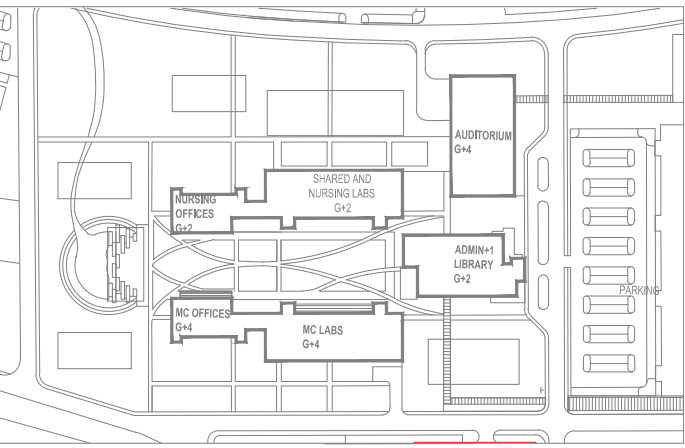 AUDITORIUM
G+4
SHARED AND
NURSING LABS
G+2
NURSING
OFFICES
G+2
ADMIN+1
LIBRARY
G+2
PARKING
MC OFFICES
G+4
MC LABS
G+4